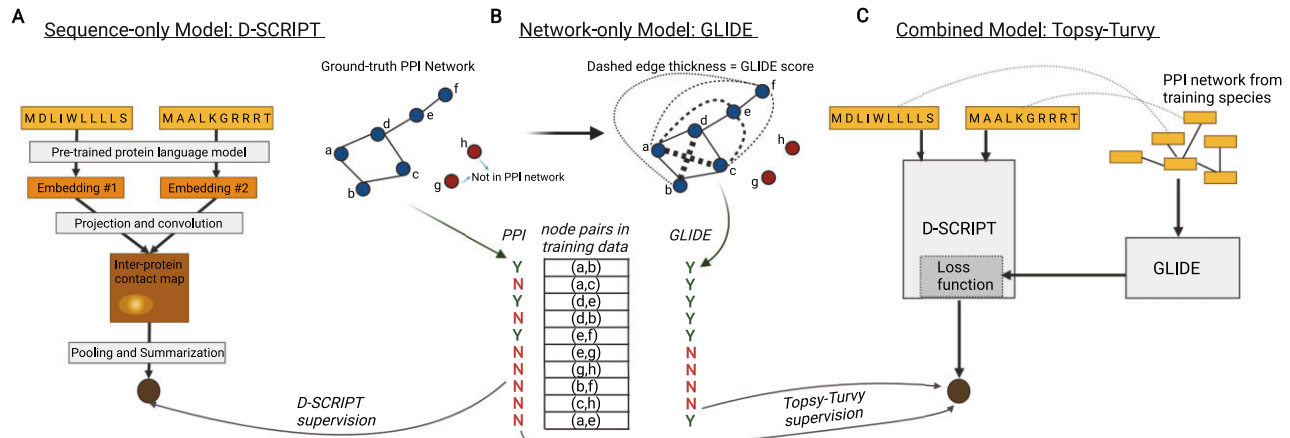 A
Sequence-only Model: D-SCRIPT
MDLIWLLLLS
MAALKGRRRT
Pre-trained protein language model
Embedding #1
Embedding #2
Projection and convolution
Inter-protein
contact map
Pooling and Summarization
D-SCRIPT
supervision
B
Network-only Model: GLIDE
Ground-truth PPI Network
f
e
d
a
h
c
g
b
Not in PPI network
Dashed edge thickness = GLIDE score
f
e
d
a
h
c
g
b
PPI
node pairs in
training data
GLIDE
Y (a,b) Y
N (a,c) Y
Y (d,e) Y
N (d,b) Y
Y (e,f) Y
N (e,g) N
N (g,h) N
N (b,f) N
N (c,h) N
N (a,e) Y
Topsy-Turvy
supervision
C
Combined Model: Topsy-Turvy
MDLIWLLLLS
MAALKGRRRT
PPI network from
training species
D-SCRIPT
Loss
function
GLIDE